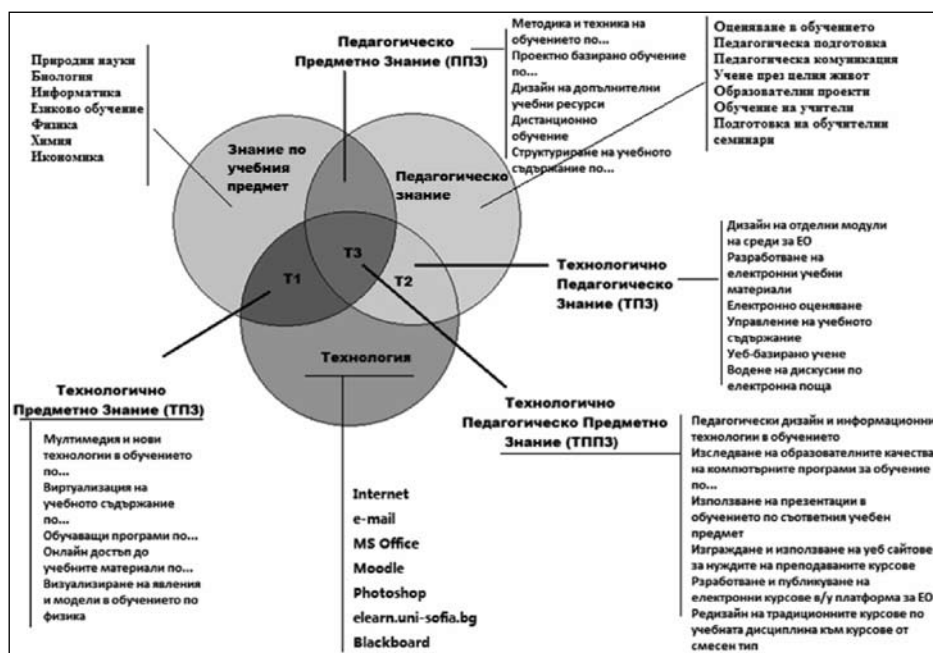 Природни науки
Биология
Информатика
Езиково обучение
Физика
Химия
Икономика
Педагогическо
Предметно Знание (ППЗ)
Методика и техника на
обучението по...
Проектно базирано обучение
по...
Дизайн на допълнителни
учебни ресурси
Дистанционно
обучение
Структуриране на учебното
съдържание по...
Оценяване в обучението
Педагогическа подготовка
Педагогическа комуникация
Учене през целия живот
Образователни проекти
Обучение на учители
Подготовка на обучителни
семинари
Знание по
учебния
предмет
Педагогическо
знание
T3
T1
T2
Технология
Технологично
Педагогическо
Знание (ТПЗ)
Дизайн на отделни модули
на среди за ЕО
Разработване на
електронни учебни
материали
Електронно оценяване
Управление на учебното
съдържание
Уеб-базирано учене
Водене на дискусии по
електронна поща
Технологично
Предметно Знание (ТПЗ)
Мултимедия и нови
технологии в обучението
по...
Виртуализация на
учебното съдържание
по...
Обучаващи програми по...
Онлайн достъп до
учебните материали по...
Визуализиране на явления
и модели в обучението по
физика
Internet
e-mail
MS Office
Moodle
Photoshop
elearn.uni-sofia.bg
Blackboard
Технологично
Педагогическо Предметно
Знание (ТППЗ)
Педагогически дизайн и информационни
технологии в обучението
Изследване на образователните качества
на компютърните програми за обучение
по...
Използване на презентации в
обучението по съответния учебен
предмет
Изграждане и използване на уеб сайтове
за нуждите на преподаваните курсове
Рзработване и публикуване на
електронни курсове в/у платформа за ЕО
Редизайн на традиционните курсове по
учебната дисциплина към курсове от
смесен тип